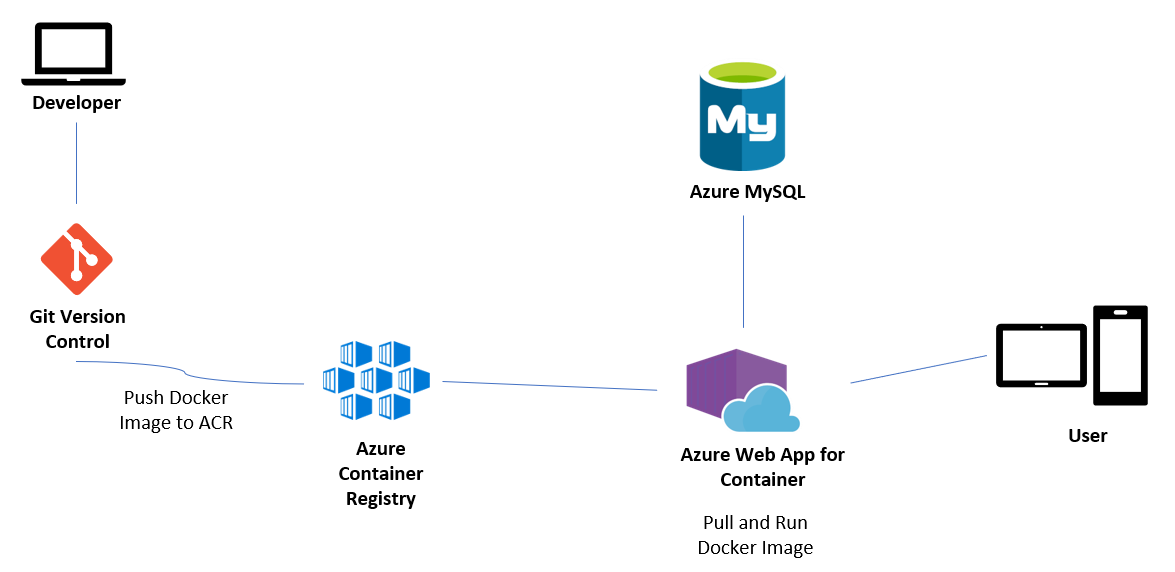 Developer
My
Azure MySQL
Git Version
Control
Push Docker
Image to ACR
Azure
Container
Registry
Azure Web App for
Container
Pull and Run
Docker Image
User